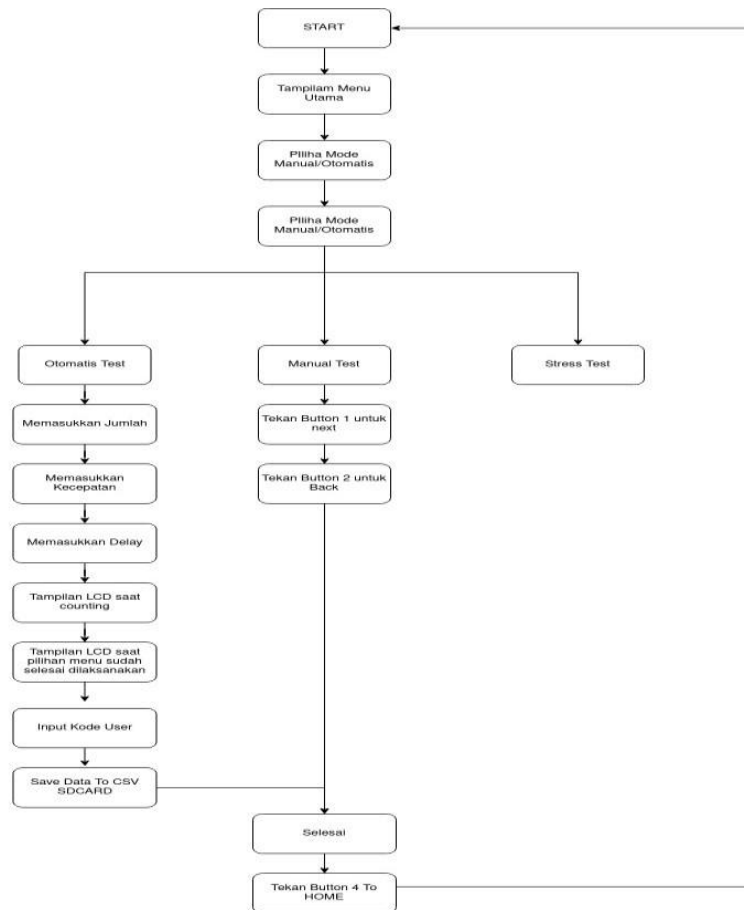 START
Tampilam Menu
Utama
PIliha Mode
Manual/Otomatis
PIliha Mode
Manual/Otomatis
Otomatis Test
Manual Test
Stress Test
Memasukkan Jumlah
Tekan Button 1 untuk
next
Memasukkan
Kecepatan
Tekan Button 2 untuk
Back
Memasukkan Delay
Tampilan LCD saat
counting
Tampilan LCD saat
pilihan menu sudah
selesai dilaksanakan
Input Kode User
Save Data To CSV
SDCARD
Selesai
Tekan Button 4 To
HOME